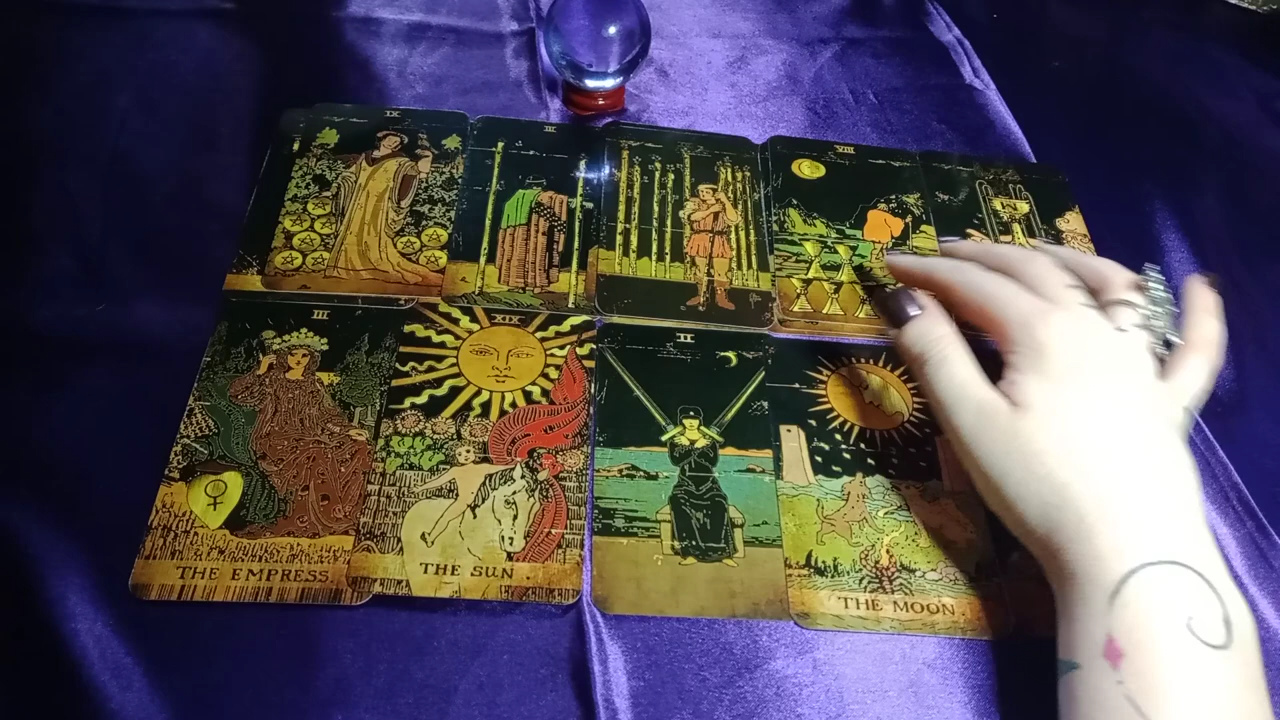 IX
III
VIII
III
XIX
II
THE EMPRESS.
THE SUN.
THE MOON.